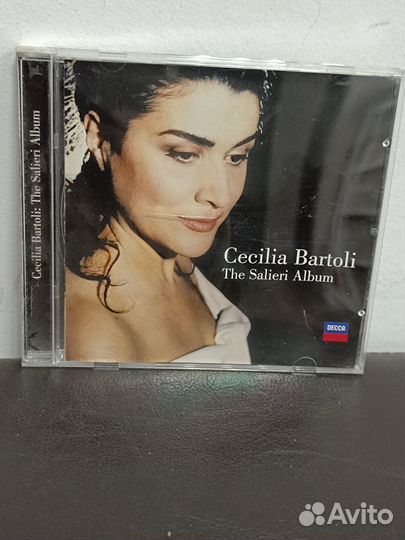 Cecilia Bartoli: The Salieri Album
Cecilia Bartoli
The Salieri Album
DECCA
Avito